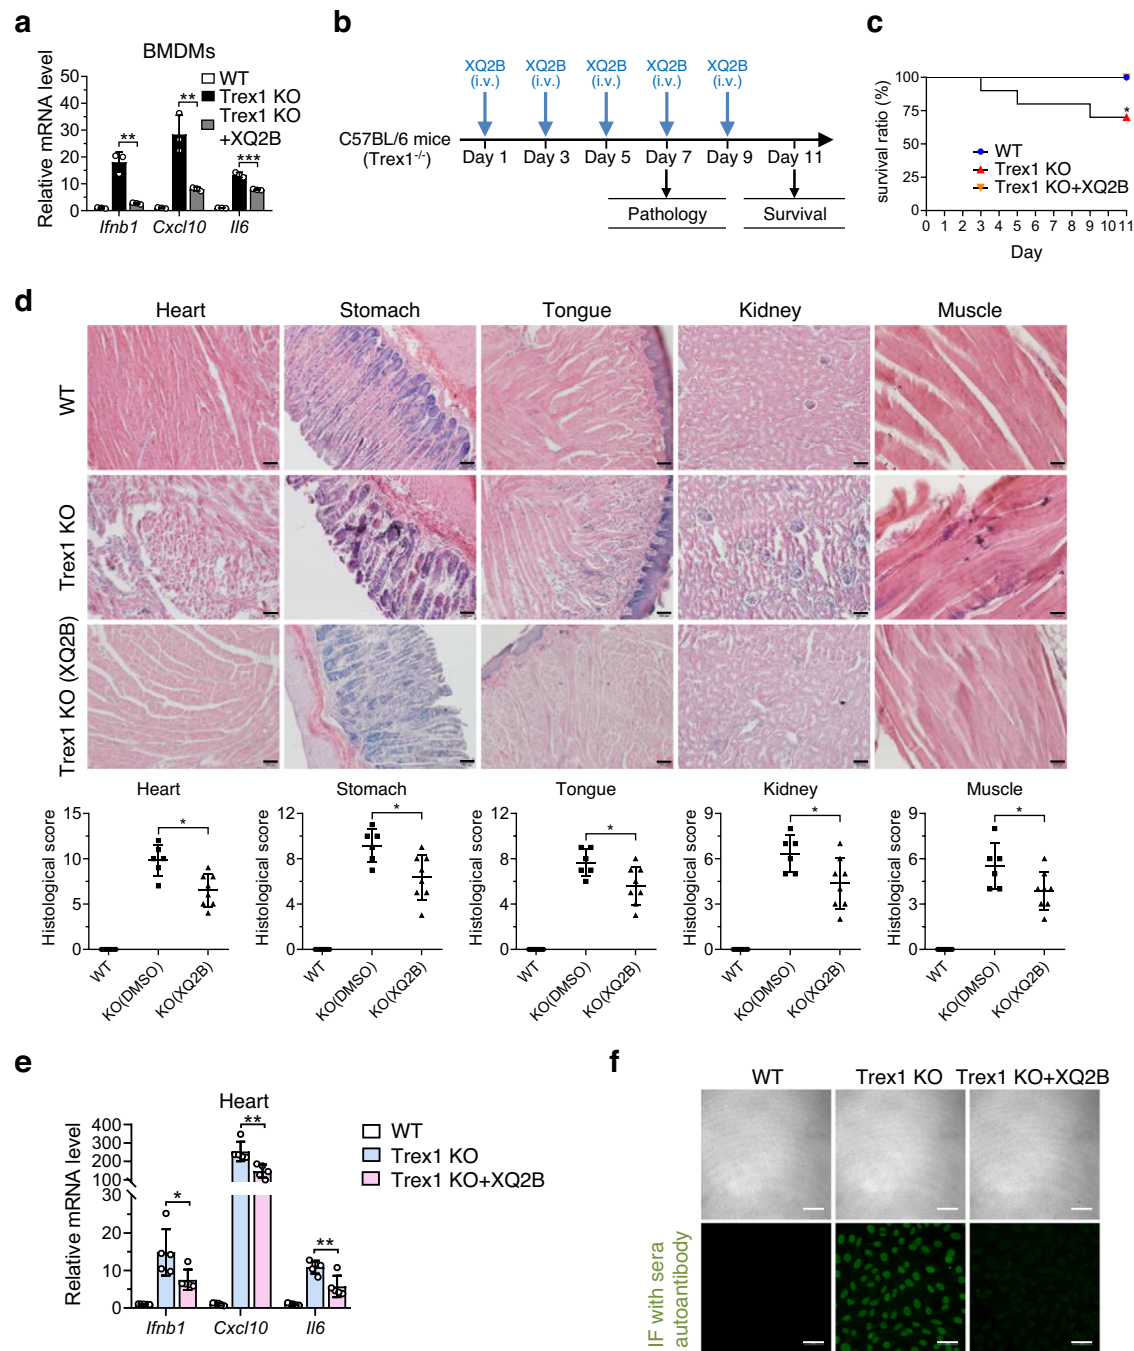 a
BMDMs
Relative mRNA level
50
40
30
20
10
0
WT
Trex1 KO
Trex1 KO
+XQ2B
**
**
***
Ifnb1 Cxcl10 Il6
b
XQ2B XQ2B XQ2B XQ2B XQ2B
(i.v.) (i.v.) (i.v.) (i.v.) (i.v.)
C57BL/6 mice
(Trex1-/-)
Day 1 Day 3 Day 5 Day 7 Day 9 Day 11
Pathology Survival
c
survival ratio (%)
100
75
50
25
0
*
WT
Trex1 KO
Trex1 KO+XQ2B
0 1 2 3 4 5 6 7 8 9 10 11
Day
d
Heart Stomach Tongue Kidney Muscle
WT
Trex1 KO
Trex1 KO (XQ2B)
Heart
Histological score
15
10
5
0
*
WT
KO(DMSO)
KO(XQ2B)
Stomach
Histological score
12
8
4
0
*
WT
KO(DMSO)
KO(XQ2B)
Tongue
Histological score
12
8
4
0
*
WT
KO(DMSO)
KO(XQ2B)
Kidney
Histological score
9
6
3
0
*
WT
KO(DMSO)
KO(XQ2B)
Muscle
Histological score
9
6
3
0
*
WT
KO(DMSO)
KO(XQ2B)
e
Heart
Relative mRNA level
400
300
200
100
30
20
10
0
*
**
**
Ifnb1 Cxcl10 Il6
WT
Trex1 KO
Trex1 KO+XQ2B
f
WT Trex1 KO Trex1 KO+XQ2B
IF with sera
autoantibody